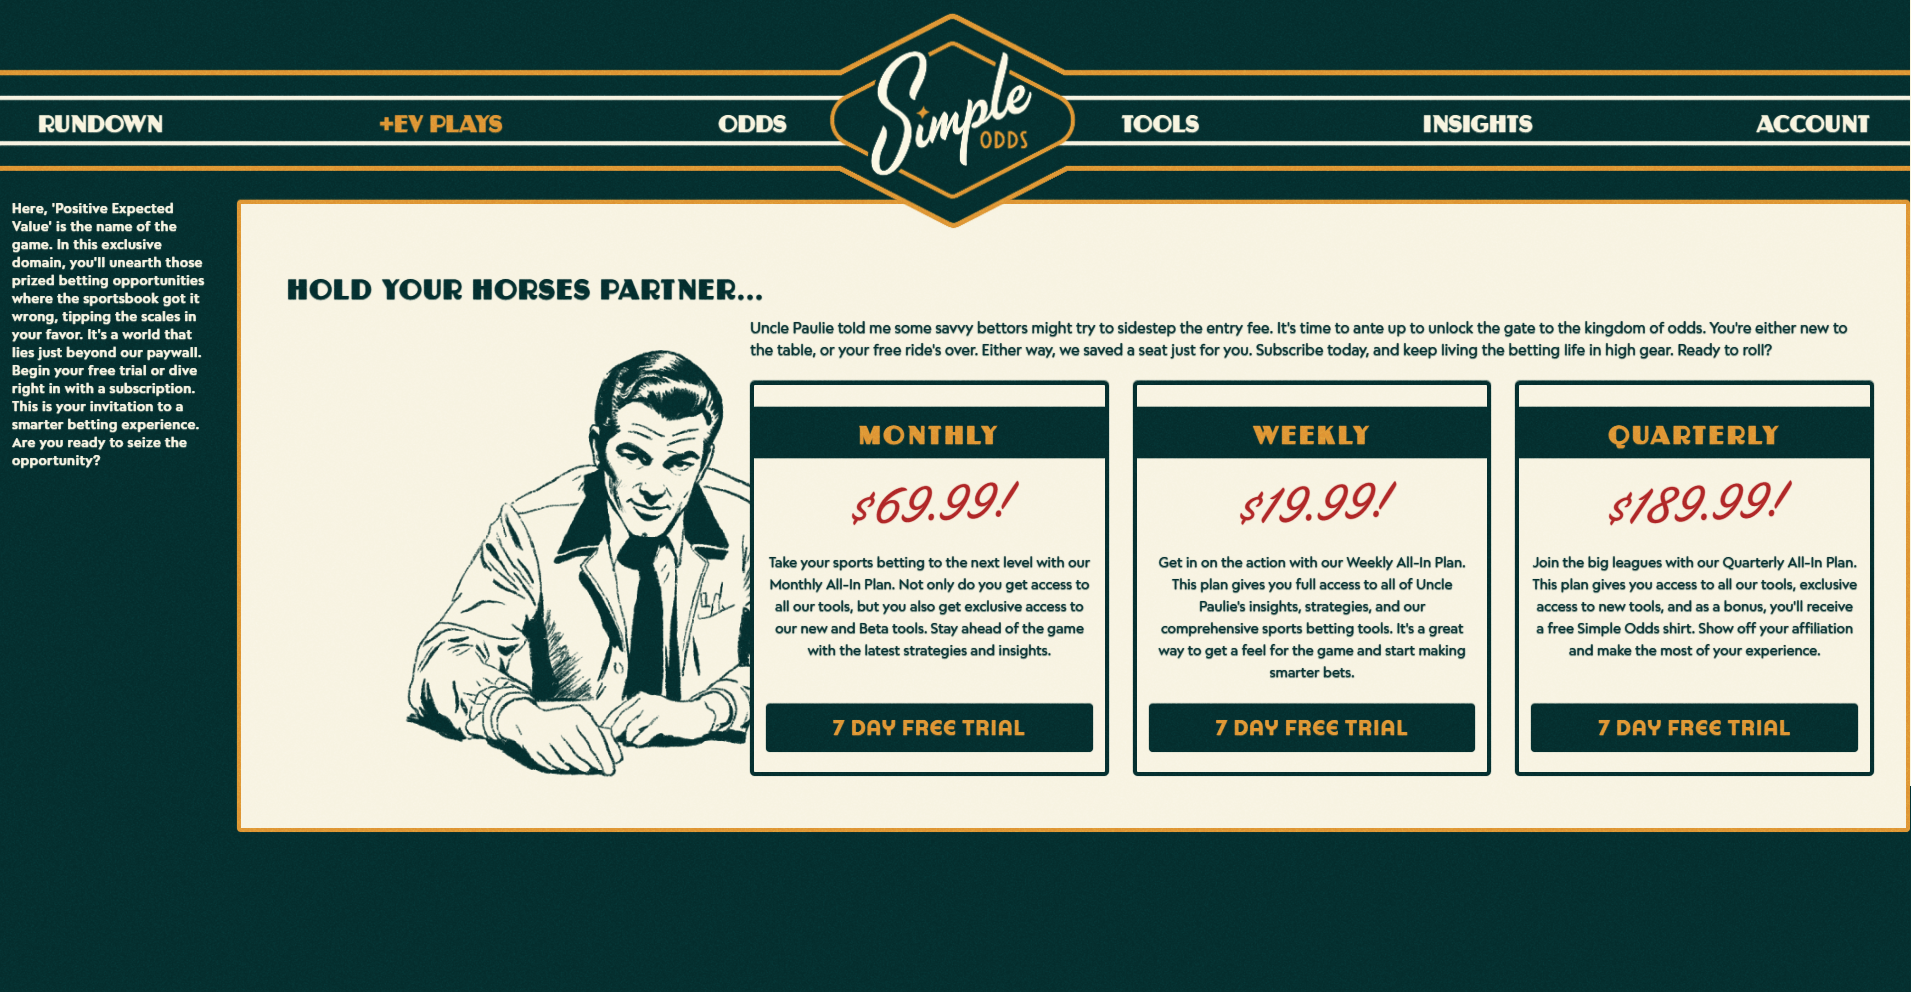 RUNDOWN
+EV PLAYS
ODDS
Simple
ODDS
TOOLS
INSIGHTS
ACCOUNT
Here, 'Positive Expected
Value' is the name of the
game. In this exclusive
domain, you'll unearth those
prized betting opportunities
where the sportsbook got it
wrong, tipping the scales in
your favor. It's a world that
lies just beyond our paywall.
Begin your free trial or dive
right in with a subscription.
This is your invitation to a
smarter betting experience.
Are you ready to seize the
opportunity?
HOLD YOUR HORSES PARTNER...
Uncle Paulie told me some savvy bettors might try to sidestep the entry fee. It's time to ante up to unlock the gate to the kingdom of odds. You're either new to
the table, or your free ride's over. Either way, we saved a seat just for you. Subscribe today, and keep living the betting life in high gear. Ready to roll?
MONTHLY
$69.99!
Take your sports betting to the next level with our
Monthly All-In Plan. Not only do you get access to
all our tools, but you also get exclusive access to
our new and Beta tools. Stay ahead of the game
with the latest strategies and insights.
7 DAY FREE TRIAL
WEEKLY
$19.99!
Get in on the action with our Weekly All-In Plan.
This plan gives you full access to all of Uncle
Paulie's insights, strategies, and our
comprehensive sports betting tools. It's a great
way to get a feel for the game and start making
smarter bets.
7 DAY FREE TRIAL
QUARTERLY
$189.99!
Join the big leagues with our Quarterly All-In Plan.
This plan gives you access to all our tools, exclusive
access to new tools, and as a bonus, you'll receive
a free Simple Odds shirt. Show off your affiliation
and make the most of your experience.
7 DAY FREE TRIAL